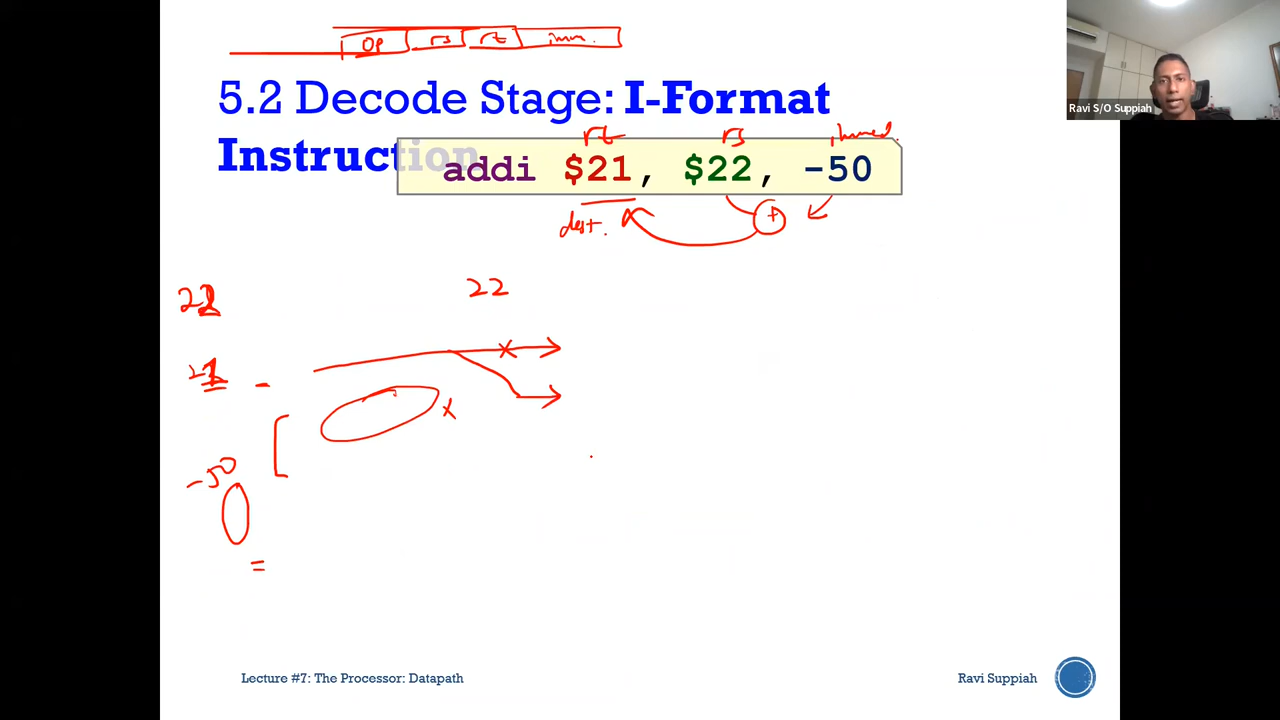 Op rs rt imm.
5.2 Decode Stage: I-Format
Instruction
rt rs immed.
addi $21, $22, -50
dest. +
22 22
21 -
x
x
-50
=
Lecture #7: The Processor: Datapath
Ravi Suppiah
Ravi S/O Suppiah